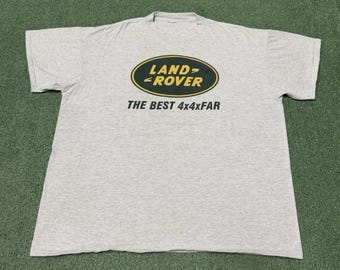 LAND
ROVER
THE BEST 4x4xFAR